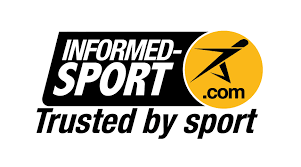 INFORMED-
SPORT
.com
Trusted by sport